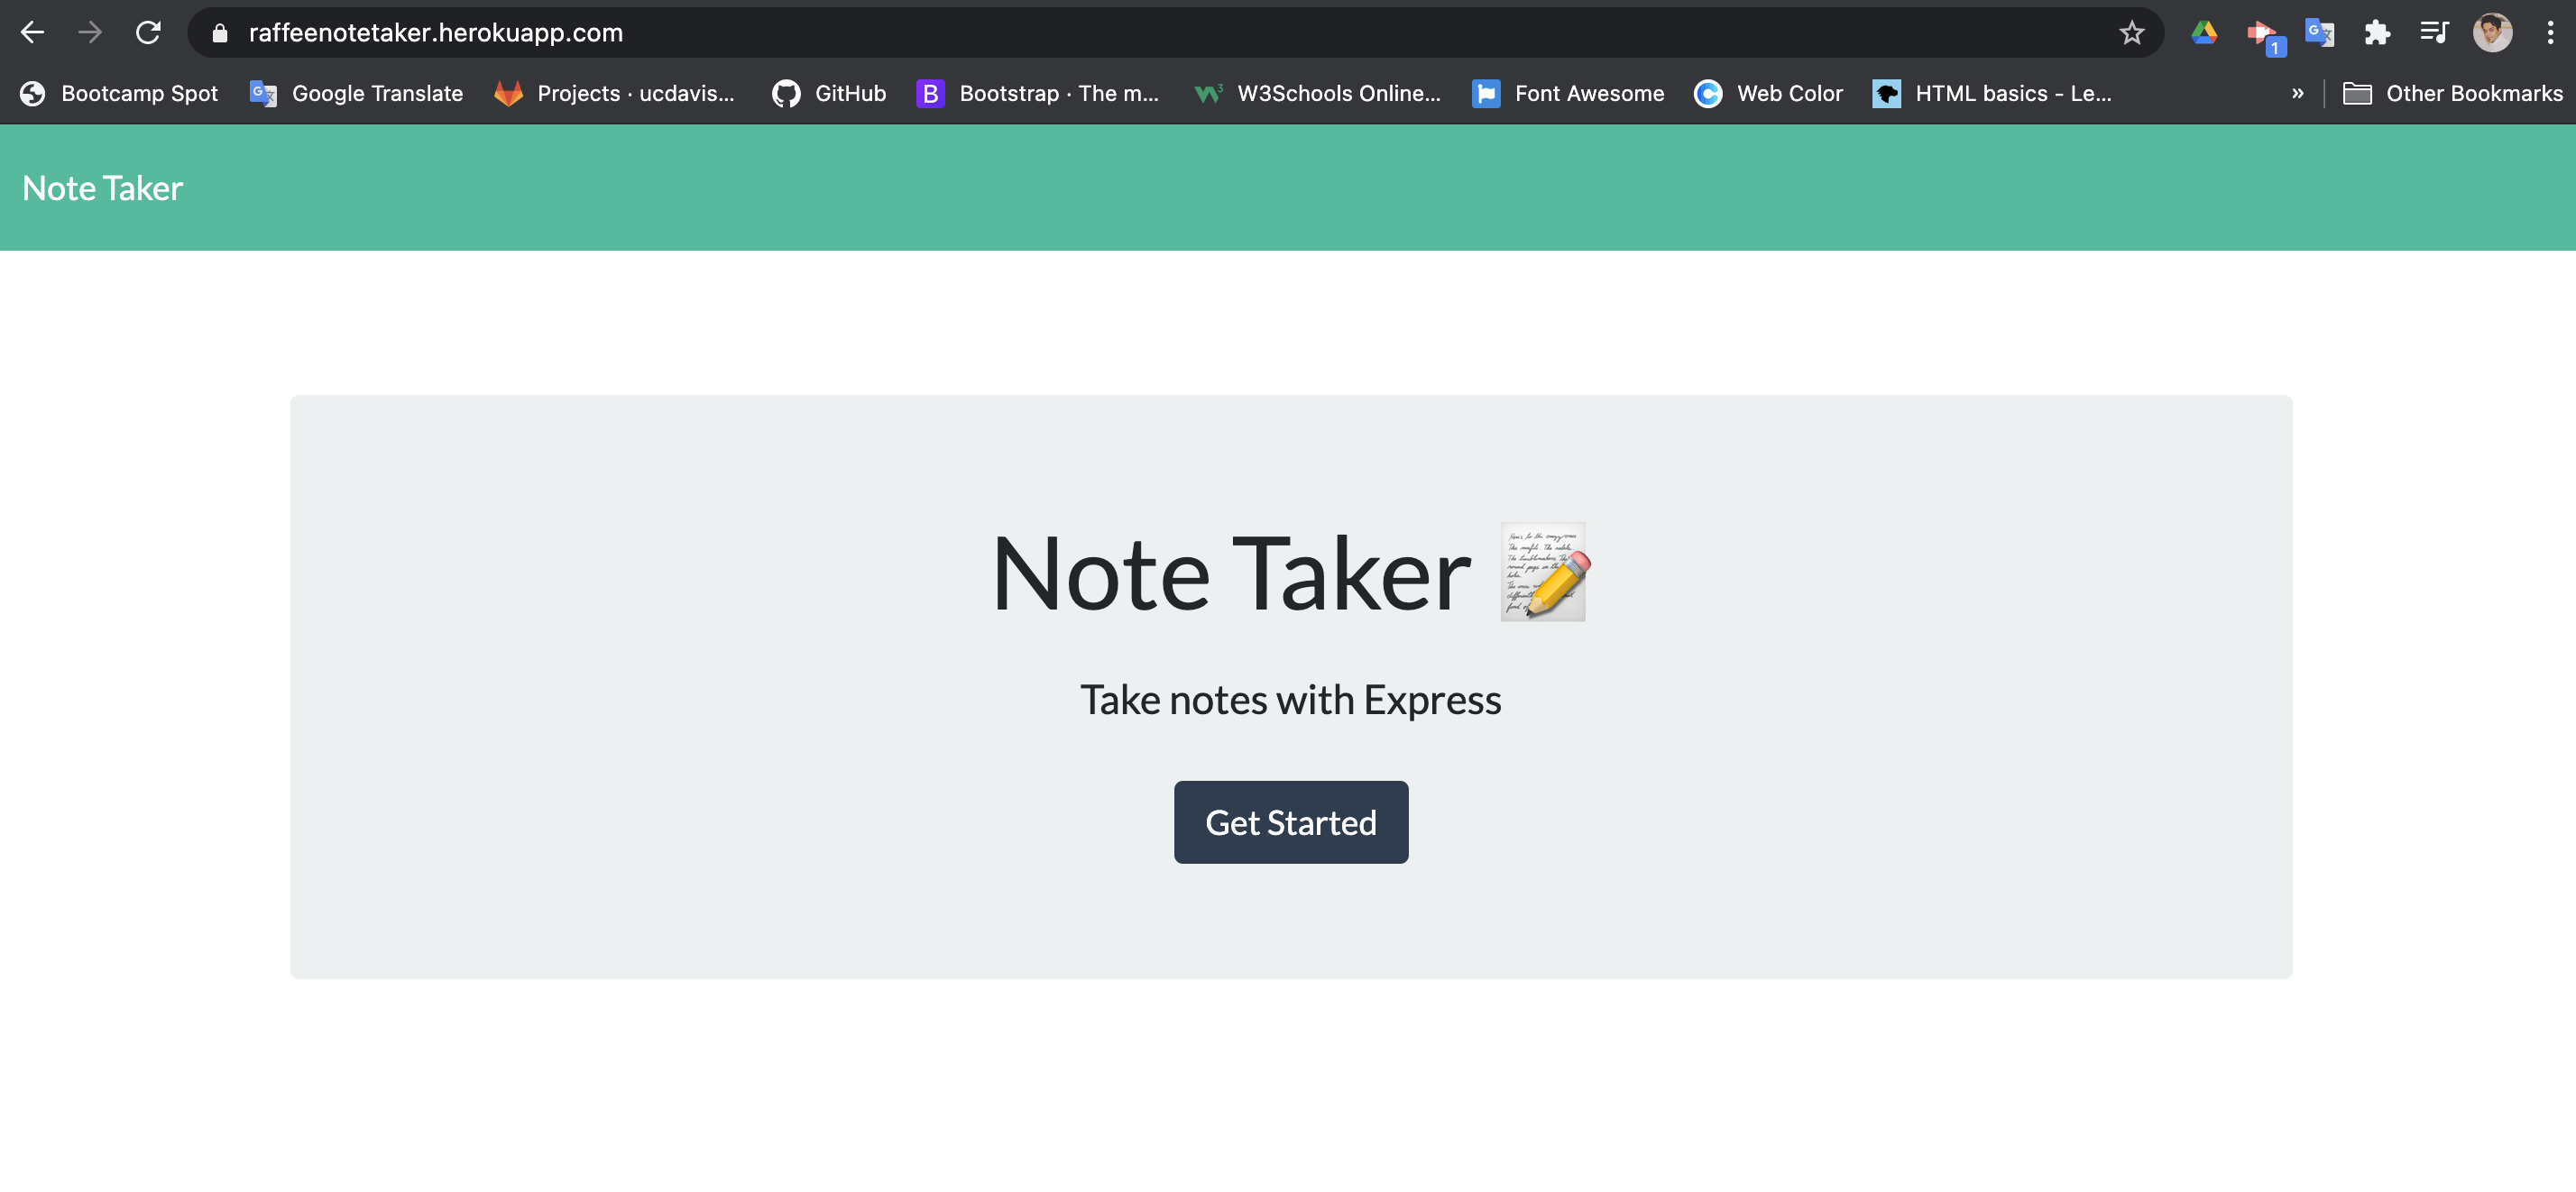 raffeenotetaker.herokuapp.com
1
Bootcamp Spot Google Translate Projects · ucdavis... GitHub B Bootstrap · The m... W3Schools Online... Font Awesome Web Color HTML basics - Le... » Other Bookmarks
Note Taker
Note Taker
Take notes with Express
Get Started